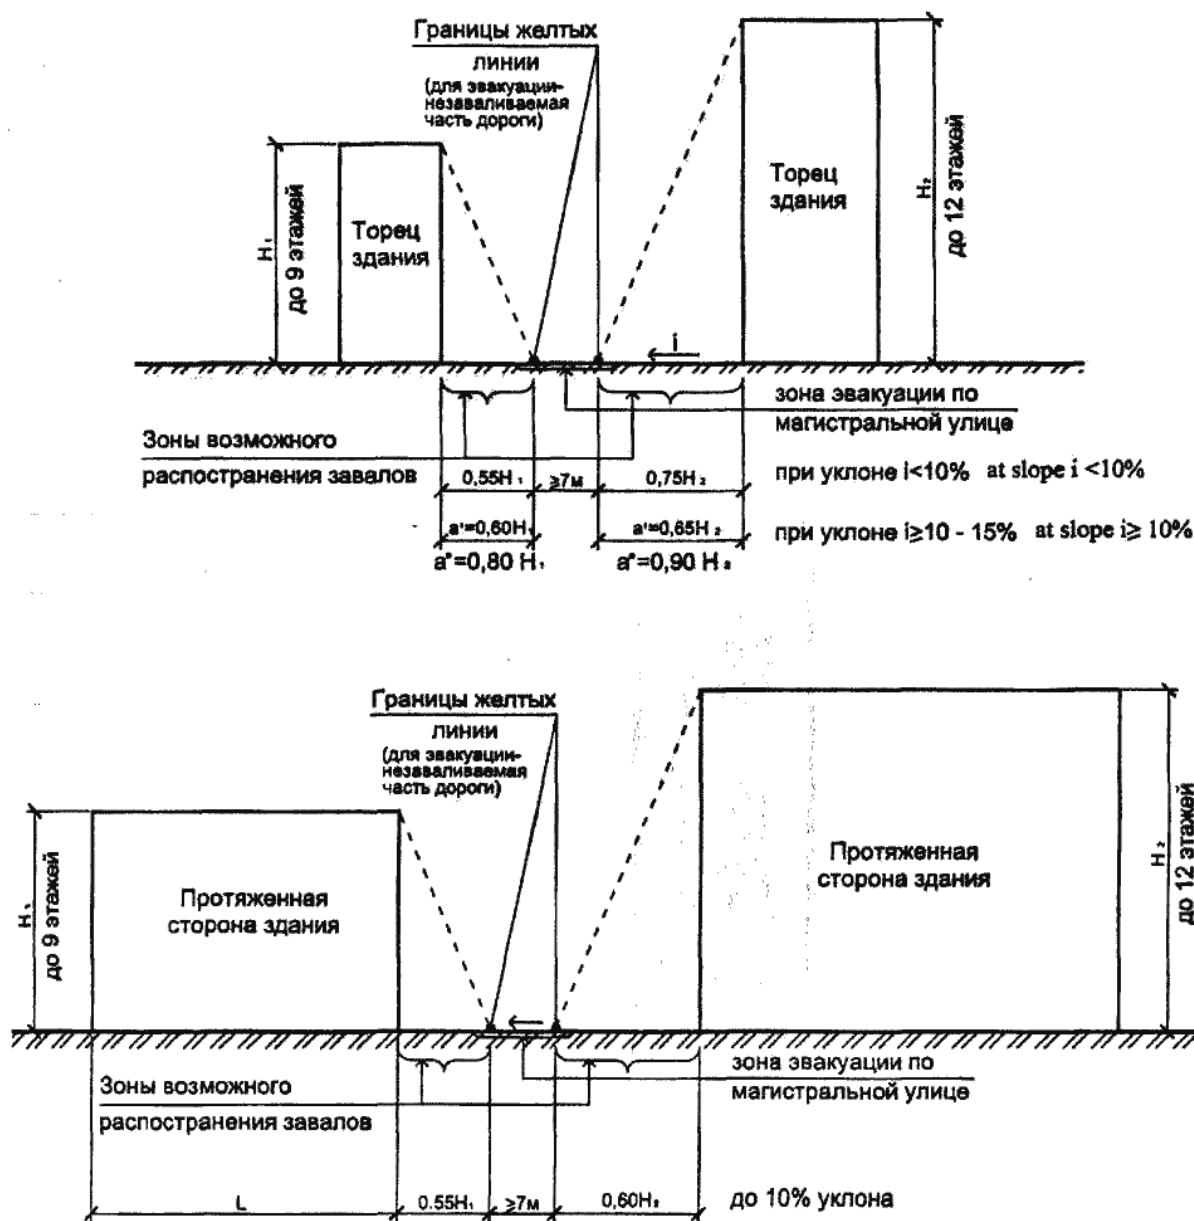 Границы желтых
линии
(для эвакуации-
незаваливаемая
часть дороги)
H₁
до 9 этажей
Торец
здания
Торец
здания
H₂
до 12 этажей
i
зона эвакуации по
магистральной улице
Зоны возможного
распостранения завалов
0,55H₁ ≥7м 0,75H₂
при уклоне i<10% at slope i <10%
a'=0,60H₁ a'=0,65H₂
при уклоне i≥10 - 15% at slope i≥ 10%
a"=0,80 H₁ a"=0,90 H₂
Границы желтых
линии
(для эвакуации-
незаваливаемая
часть дороги)
H₁
до 9 этажей
Протяженная
сторона здания
Протяженная
сторона здания
H₂
до 12 этажей
Зоны возможного
распостранения завалов
зона эвакуации по
магистральной улице
L 0.55H₁ ≥7м 0,60H₂ до 10% уклона